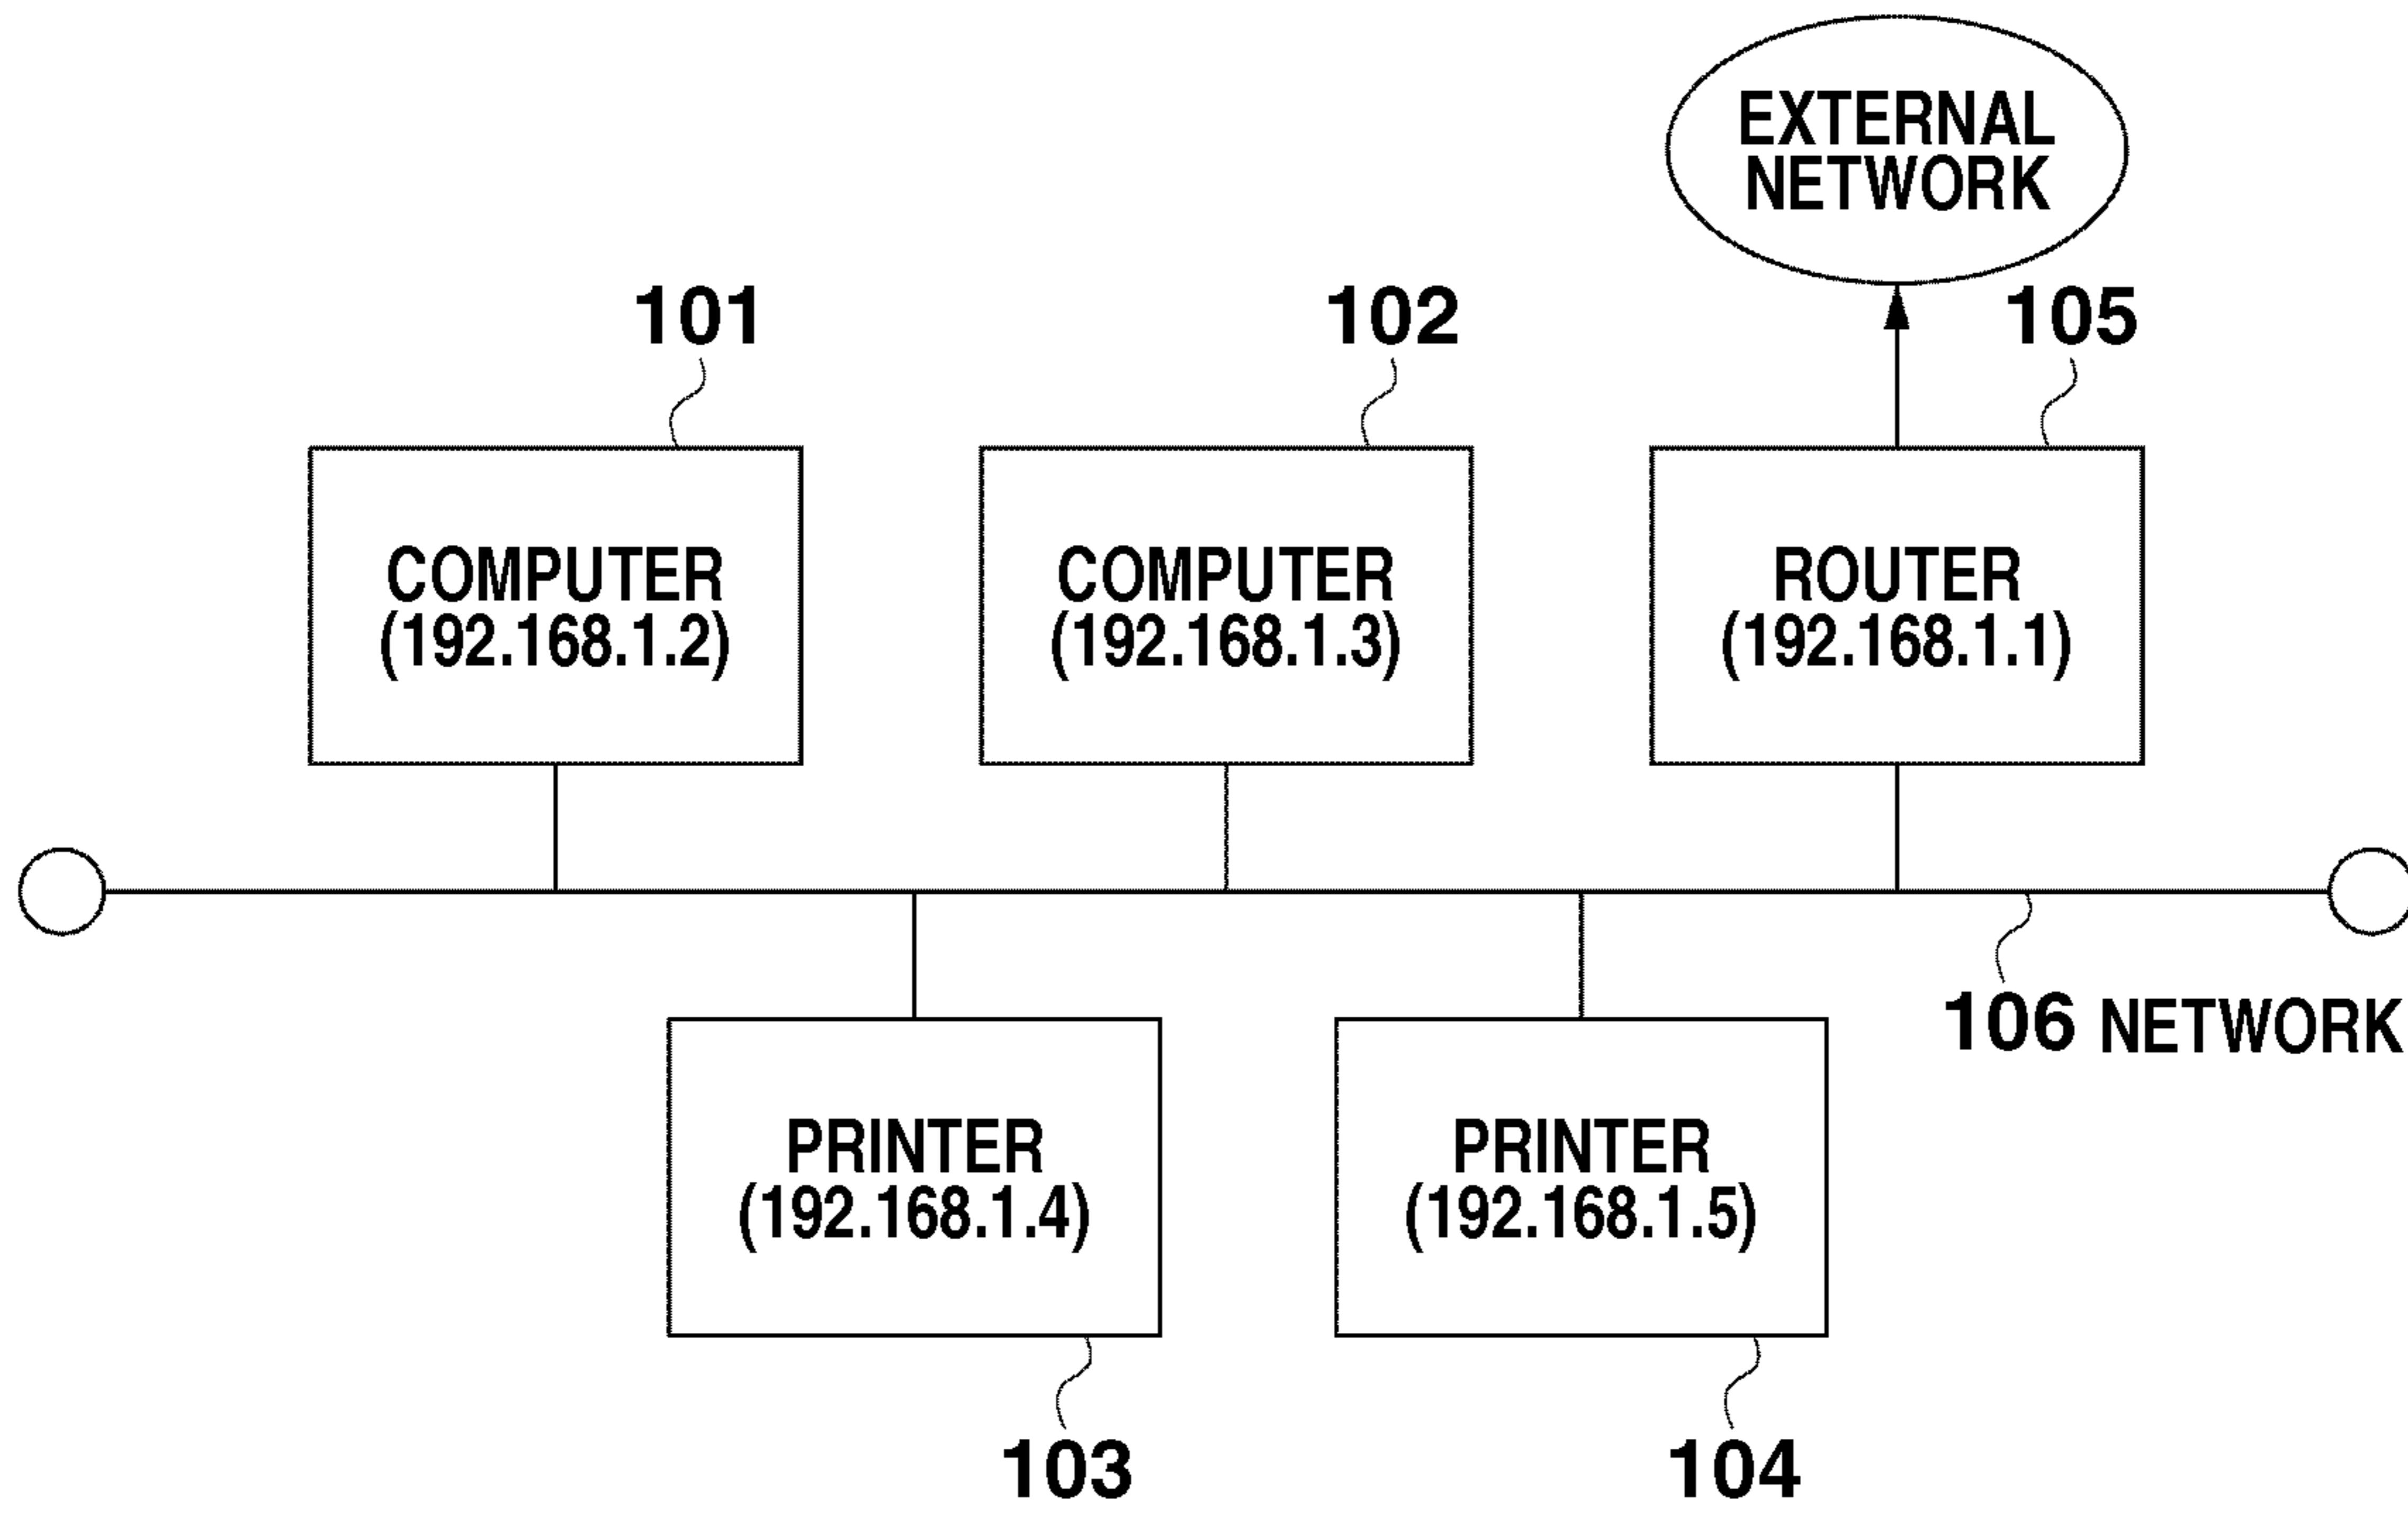 EXTERNAL
NETWORK
101
102
105
COMPUTER
(192.168.1.2)
COMPUTER
(192.168.1.3)
ROUTER
(192.168.1.1)
106 NETWORK
PRINTER
(192.168.1.4)
PRINTER
(192.168.1.5)
103
104